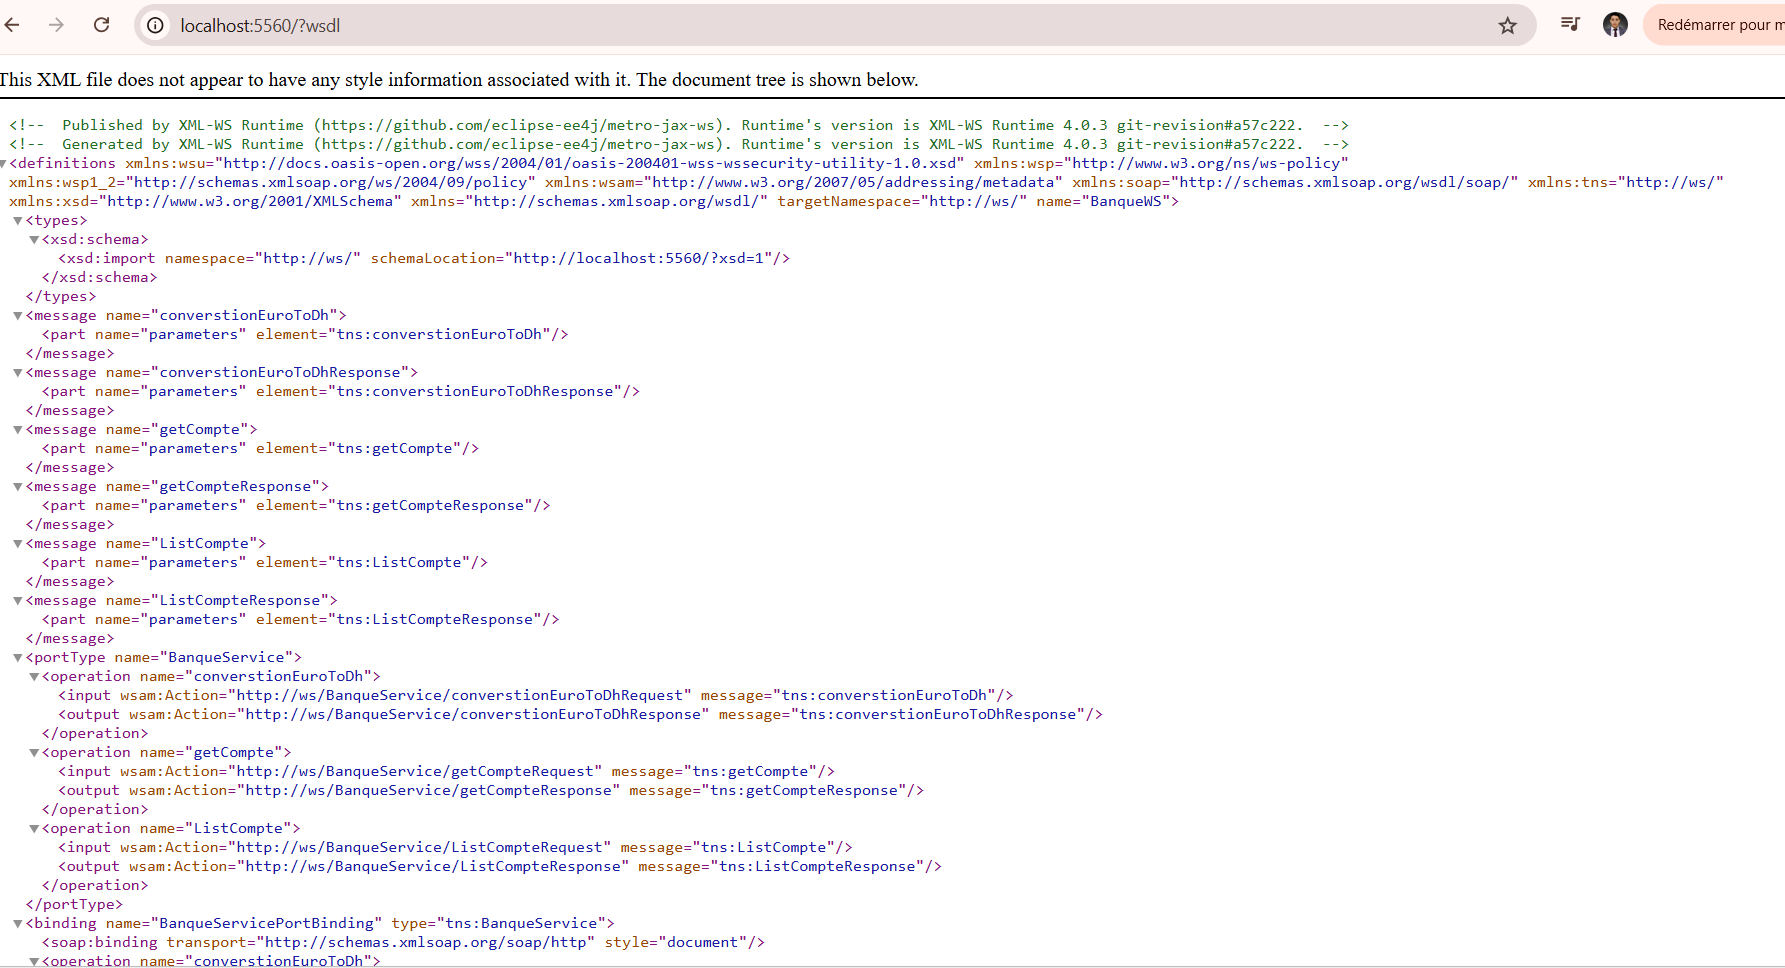 localhost:5560/?wsdl
Redémarrer pour m
This XML file does not appear to have any style information associated with it. The document tree is shown below.
<!--  Published by XML-WS Runtime (https://github.com/eclipse-ee4j/metro-jax-ws). Runtime's version is XML-WS Runtime 4.0.3 git-revision#a57c222.  -->
<!--  Generated by XML-WS Runtime (https://github.com/eclipse-ee4j/metro-jax-ws). Runtime's version is XML-WS Runtime 4.0.3 git-revision#a57c222.  -->
▼<definitions xmlns:wsu="http://docs.oasis-open.org/wss/2004/01/oasis-200401-wss-wssecurity-utility-1.0.xsd" xmlns:wsp="http://www.w3.org/ns/ws-policy"
xmlns:wsp1_2="http://schemas.xmlsoap.org/ws/2004/09/policy" xmlns:wsam="http://www.w3.org/2007/05/addressing/metadata" xmlns:soap="http://schemas.xmlsoap.org/wsdl/soap/" xmlns:tns="http://ws/"
xmlns:xsd="http://www.w3.org/2001/XMLSchema" xmlns="http://schemas.xmlsoap.org/wsdl/" targetNamespace="http://ws/" name="BanqueWS">
▼<types>
▼<xsd:schema>
<xsd:import namespace="http://ws/" schemaLocation="http://localhost:5560/?xsd=1"/>
</xsd:schema>
</types>
▼<message name="converstionEuroToDh">
<part name="parameters" element="tns:converstionEuroToDh"/>
</message>
▼<message name="converstionEuroToDhResponse">
<part name="parameters" element="tns:converstionEuroToDhResponse"/>
</message>
▼<message name="getCompte">
<part name="parameters" element="tns:getCompte"/>
</message>
▼<message name="getCompteResponse">
<part name="parameters" element="tns:getCompteResponse"/>
</message>
▼<message name="ListCompte">
<part name="parameters" element="tns:ListCompte"/>
</message>
▼<message name="ListCompteResponse">
<part name="parameters" element="tns:ListCompteResponse"/>
</message>
▼<portType name="BanqueService">
▼<operation name="converstionEuroToDh">
<input wsam:Action="http://ws/BanqueService/converstionEuroToDhRequest" message="tns:converstionEuroToDh"/>
<output wsam:Action="http://ws/BanqueService/converstionEuroToDhResponse" message="tns:converstionEuroToDhResponse"/>
</operation>
▼<operation name="getCompte">
<input wsam:Action="http://ws/BanqueService/getCompteRequest" message="tns:getCompte"/>
<output wsam:Action="http://ws/BanqueService/getCompteResponse" message="tns:getCompteResponse"/>
</operation>
▼<operation name="ListCompte">
<input wsam:Action="http://ws/BanqueService/ListCompteRequest" message="tns:ListCompte"/>
<output wsam:Action="http://ws/BanqueService/ListCompteResponse" message="tns:ListCompteResponse"/>
</operation>
</portType>
▼<binding name="BanqueServicePortBinding" type="tns:BanqueService">
<soap:binding transport="http://schemas.xmlsoap.org/soap/http" style="document"/>
▼<operation name="converstionEuroToDh">